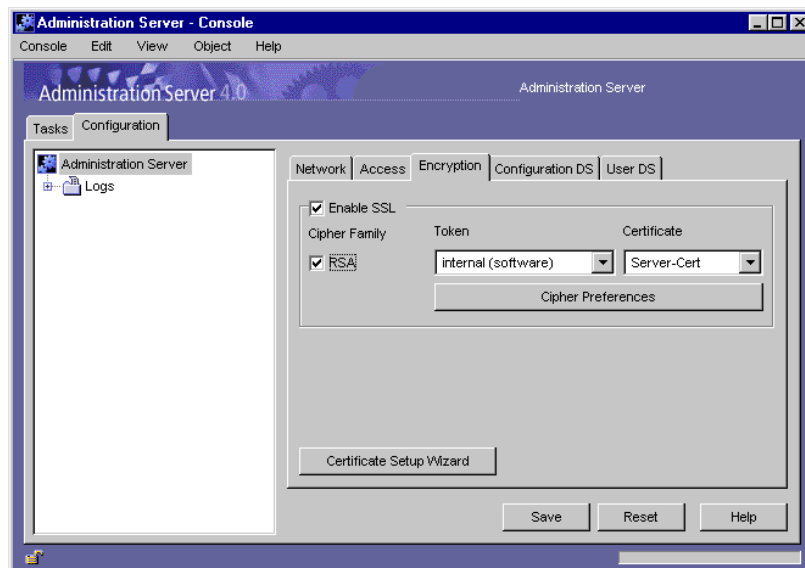 Administration Server - Console
Console Edit View Object Help
Administration Server 4.0
Administration Server
Tasks Configuration
Administration Server
Logs
Network Access Encryption Configuration DS User DS
Enable SSL
Cipher Family Token Certificate
RSA internal (software) Server-Cert
Cipher Preferences
Certificate Setup Wizard
Save Reset Help